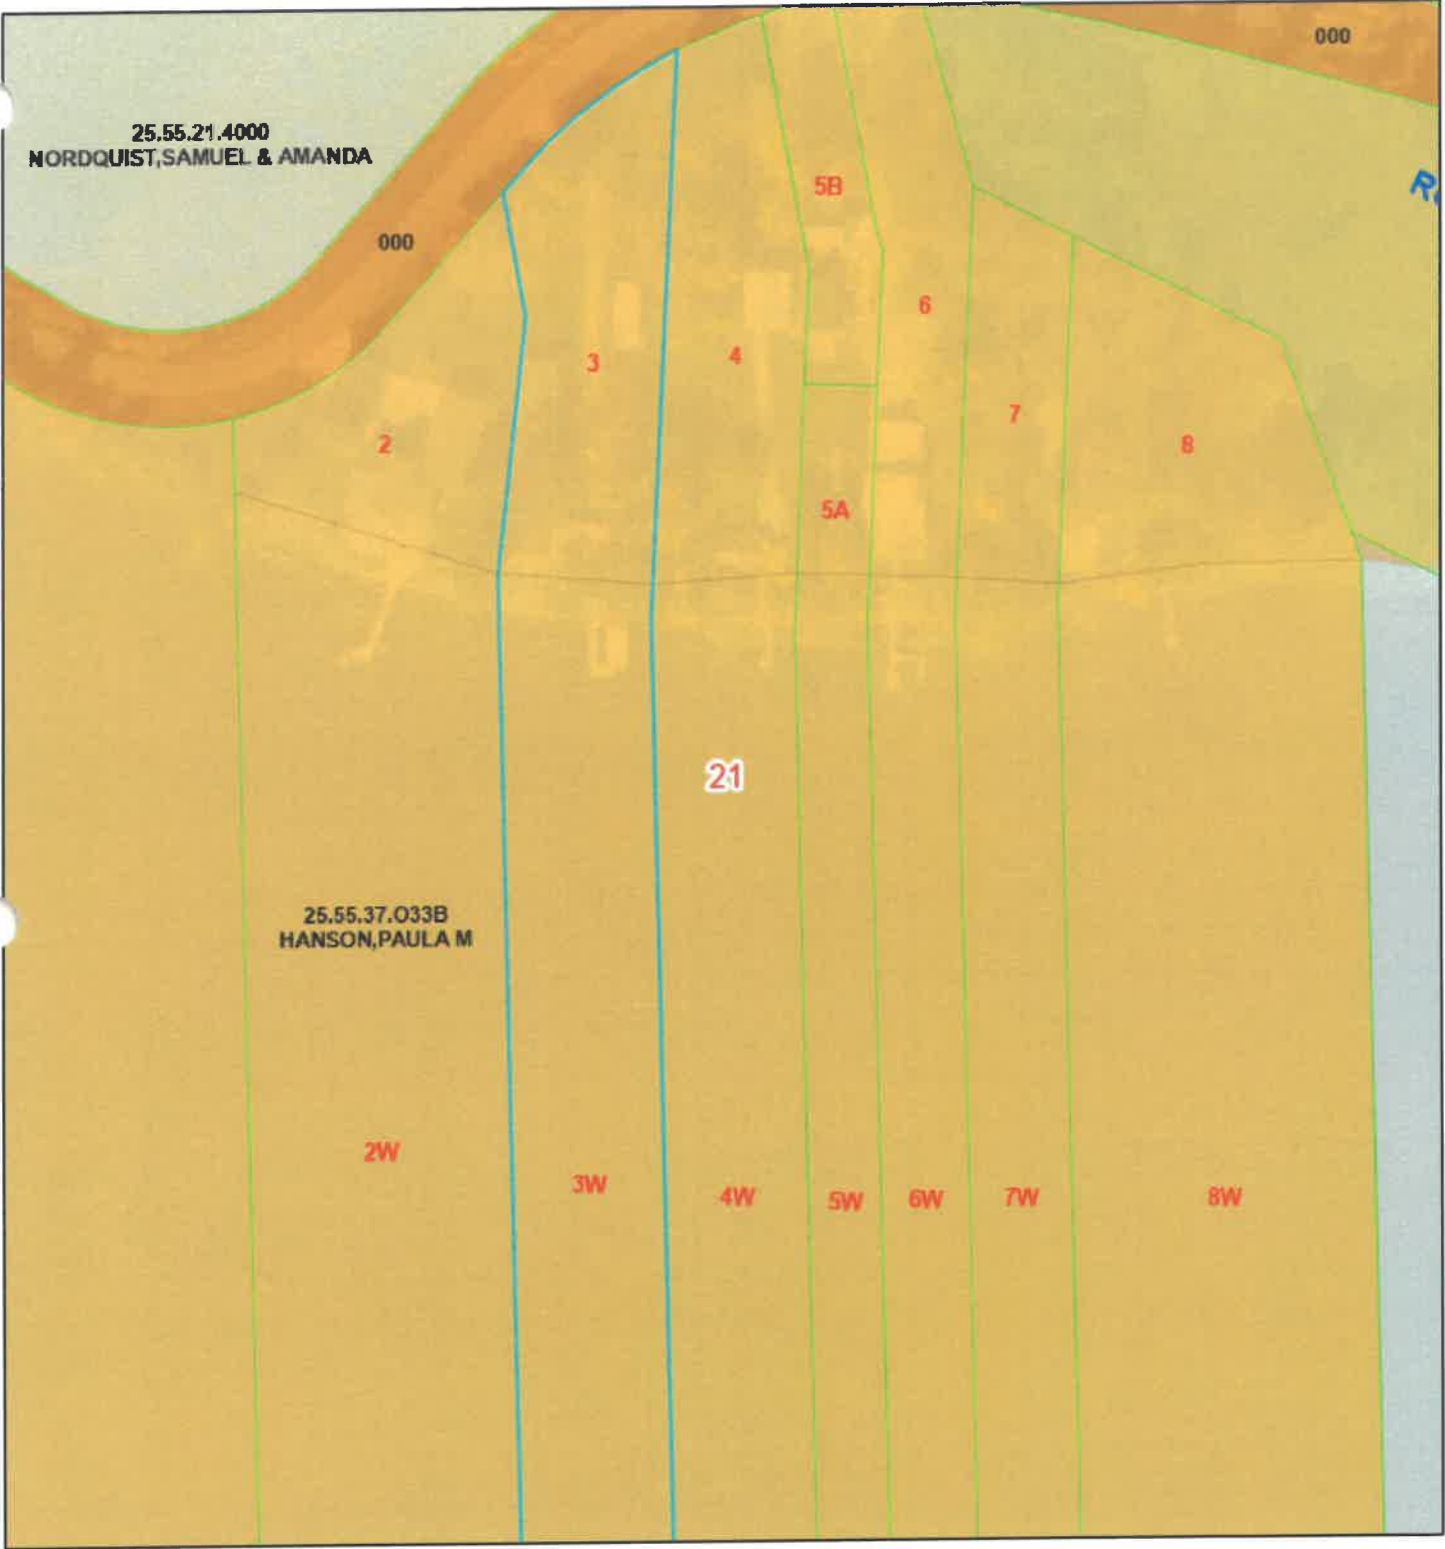 000
25.55.21.4000
NORDQUIST,SAMUEL & AMANDA
5B
000
6
3
4
7
2
8
5A
21
25.55.37.033B
HANSON,PAULA M
2W
3W
4W
5W
6W
7W
8W